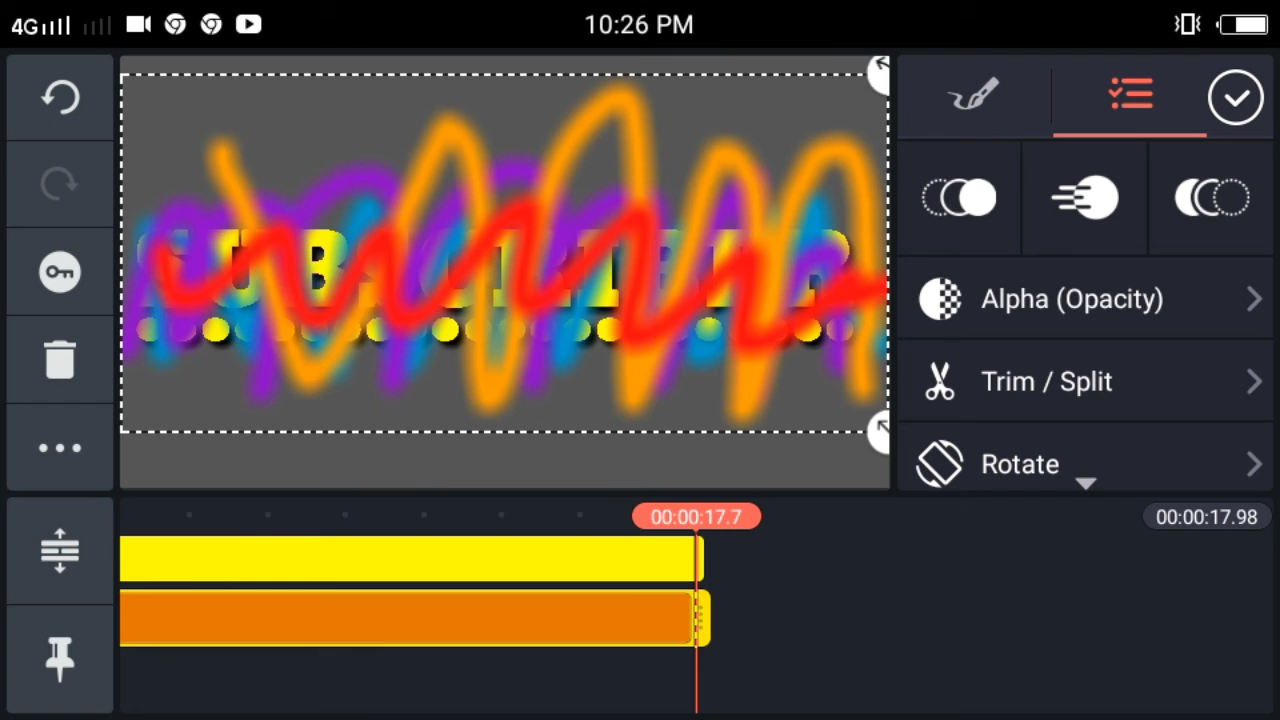 4G
10:26 PM
Alpha (Opacity)
Trim / Split
Rotate
00:00:17.7
00:00:17.98